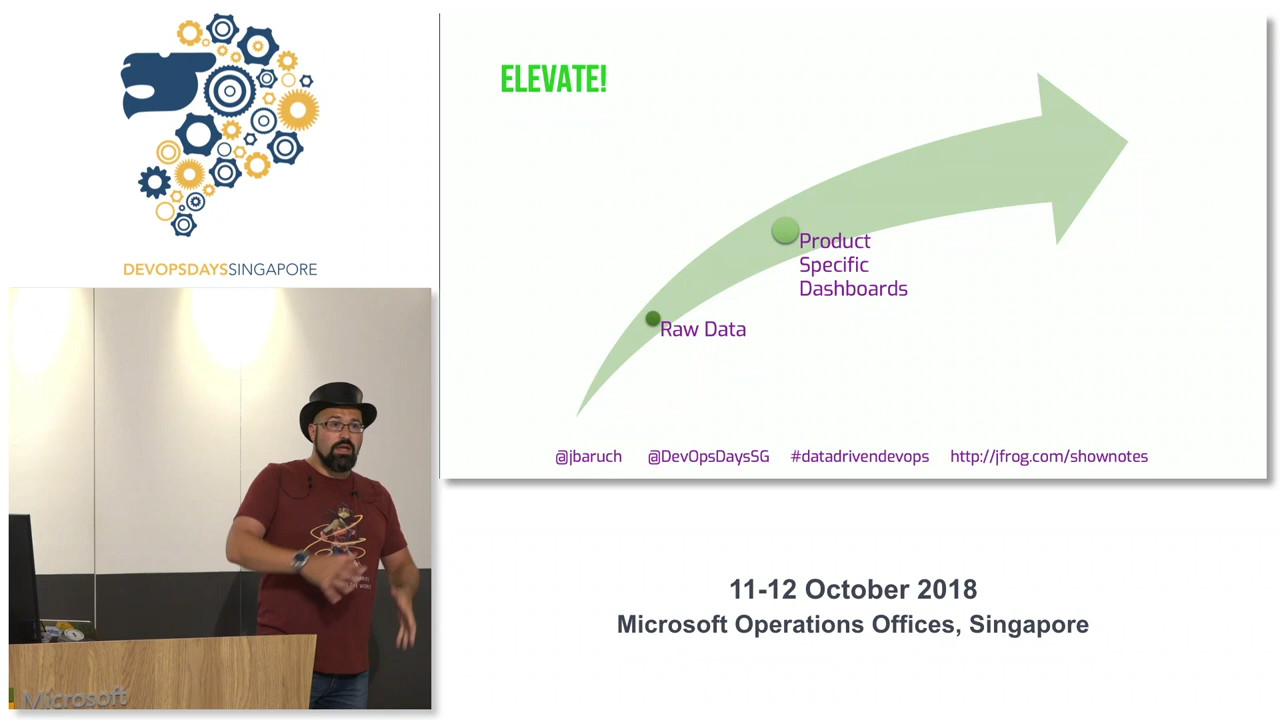 DEVOPSDAYSSINGAPORE
ELEVATE!
Product
Specific
Dashboards
Raw Data
@jbaruch @DevOpsDaysSG #datadrivendevops http://jfrog.com/shownotes
Microsoft
11-12 October 2018
Microsoft Operations Offices, Singapore